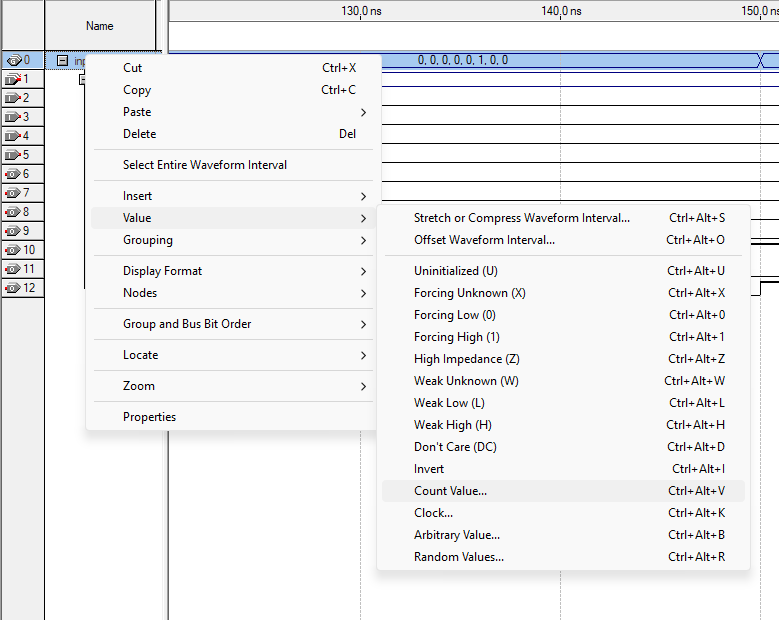 Name
130.0 ns 140.0 ns 150.0 ns
0 0, 0, 0, 0, 0, 1, 0, 0
1
2
3
4
5
6
7
8
9
10
11
12
Cut Ctrl+X
Copy Ctrl+C
Paste
Delete Del
Select Entire Waveform Interval
Insert
Value
Grouping
Display Format
Nodes
Group and Bus Bit Order
Locate
Zoom
Properties
Stretch or Compress Waveform Interval... Ctrl+Alt+S
Offset Waveform Interval... Ctrl+Alt+O
Uninitialized (U) Ctrl+Alt+U
Forcing Unknown (X) Ctrl+Alt+X
Forcing Low (0) Ctrl+Alt+0
Forcing High (1) Ctrl+Alt+1
High Impedance (Z) Ctrl+Alt+Z
Weak Unknown (W) Ctrl+Alt+W
Weak Low (L) Ctrl+Alt+L
Weak High (H) Ctrl+Alt+H
Don't Care (DC) Ctrl+Alt+D
Invert Ctrl+Alt+I
Count Value... Ctrl+Alt+V
Clock... Ctrl+Alt+K
Arbitrary Value... Ctrl+Alt+B
Random Values... Ctrl+Alt+R